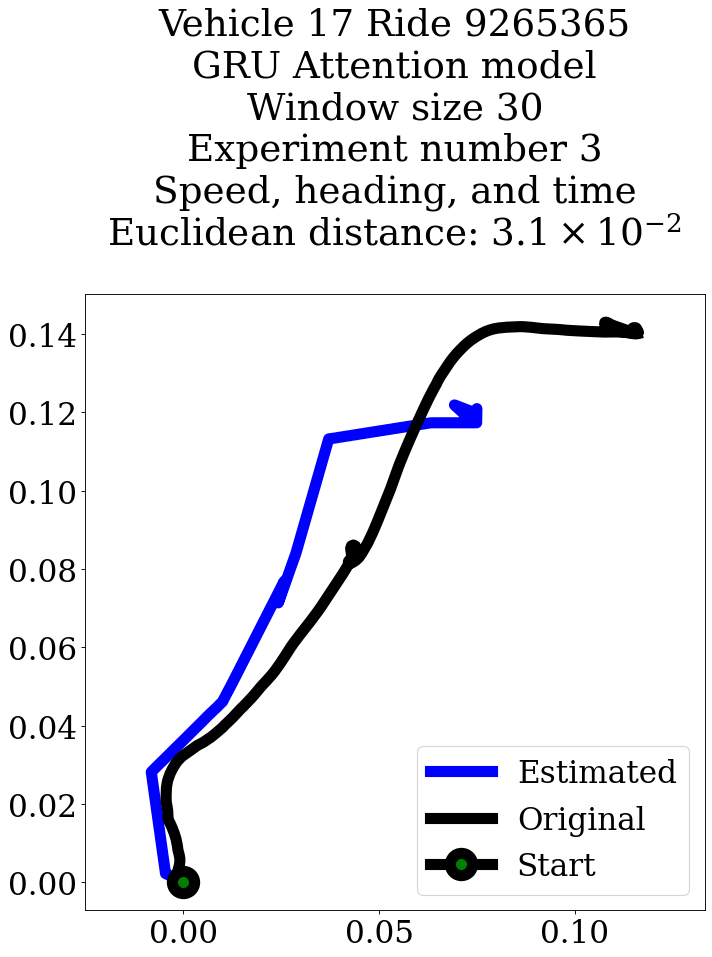 Vehicle 17 Ride 9265365
GRU Attention model
Window size 30
Experiment number 3
Speed, heading, and time
Euclidean distance: 3.1 × 10⁻²
0.14
0.12
0.10
0.08
0.06
0.04
0.02
0.00
Estimated
Original
Start
0.00 0.05 0.10